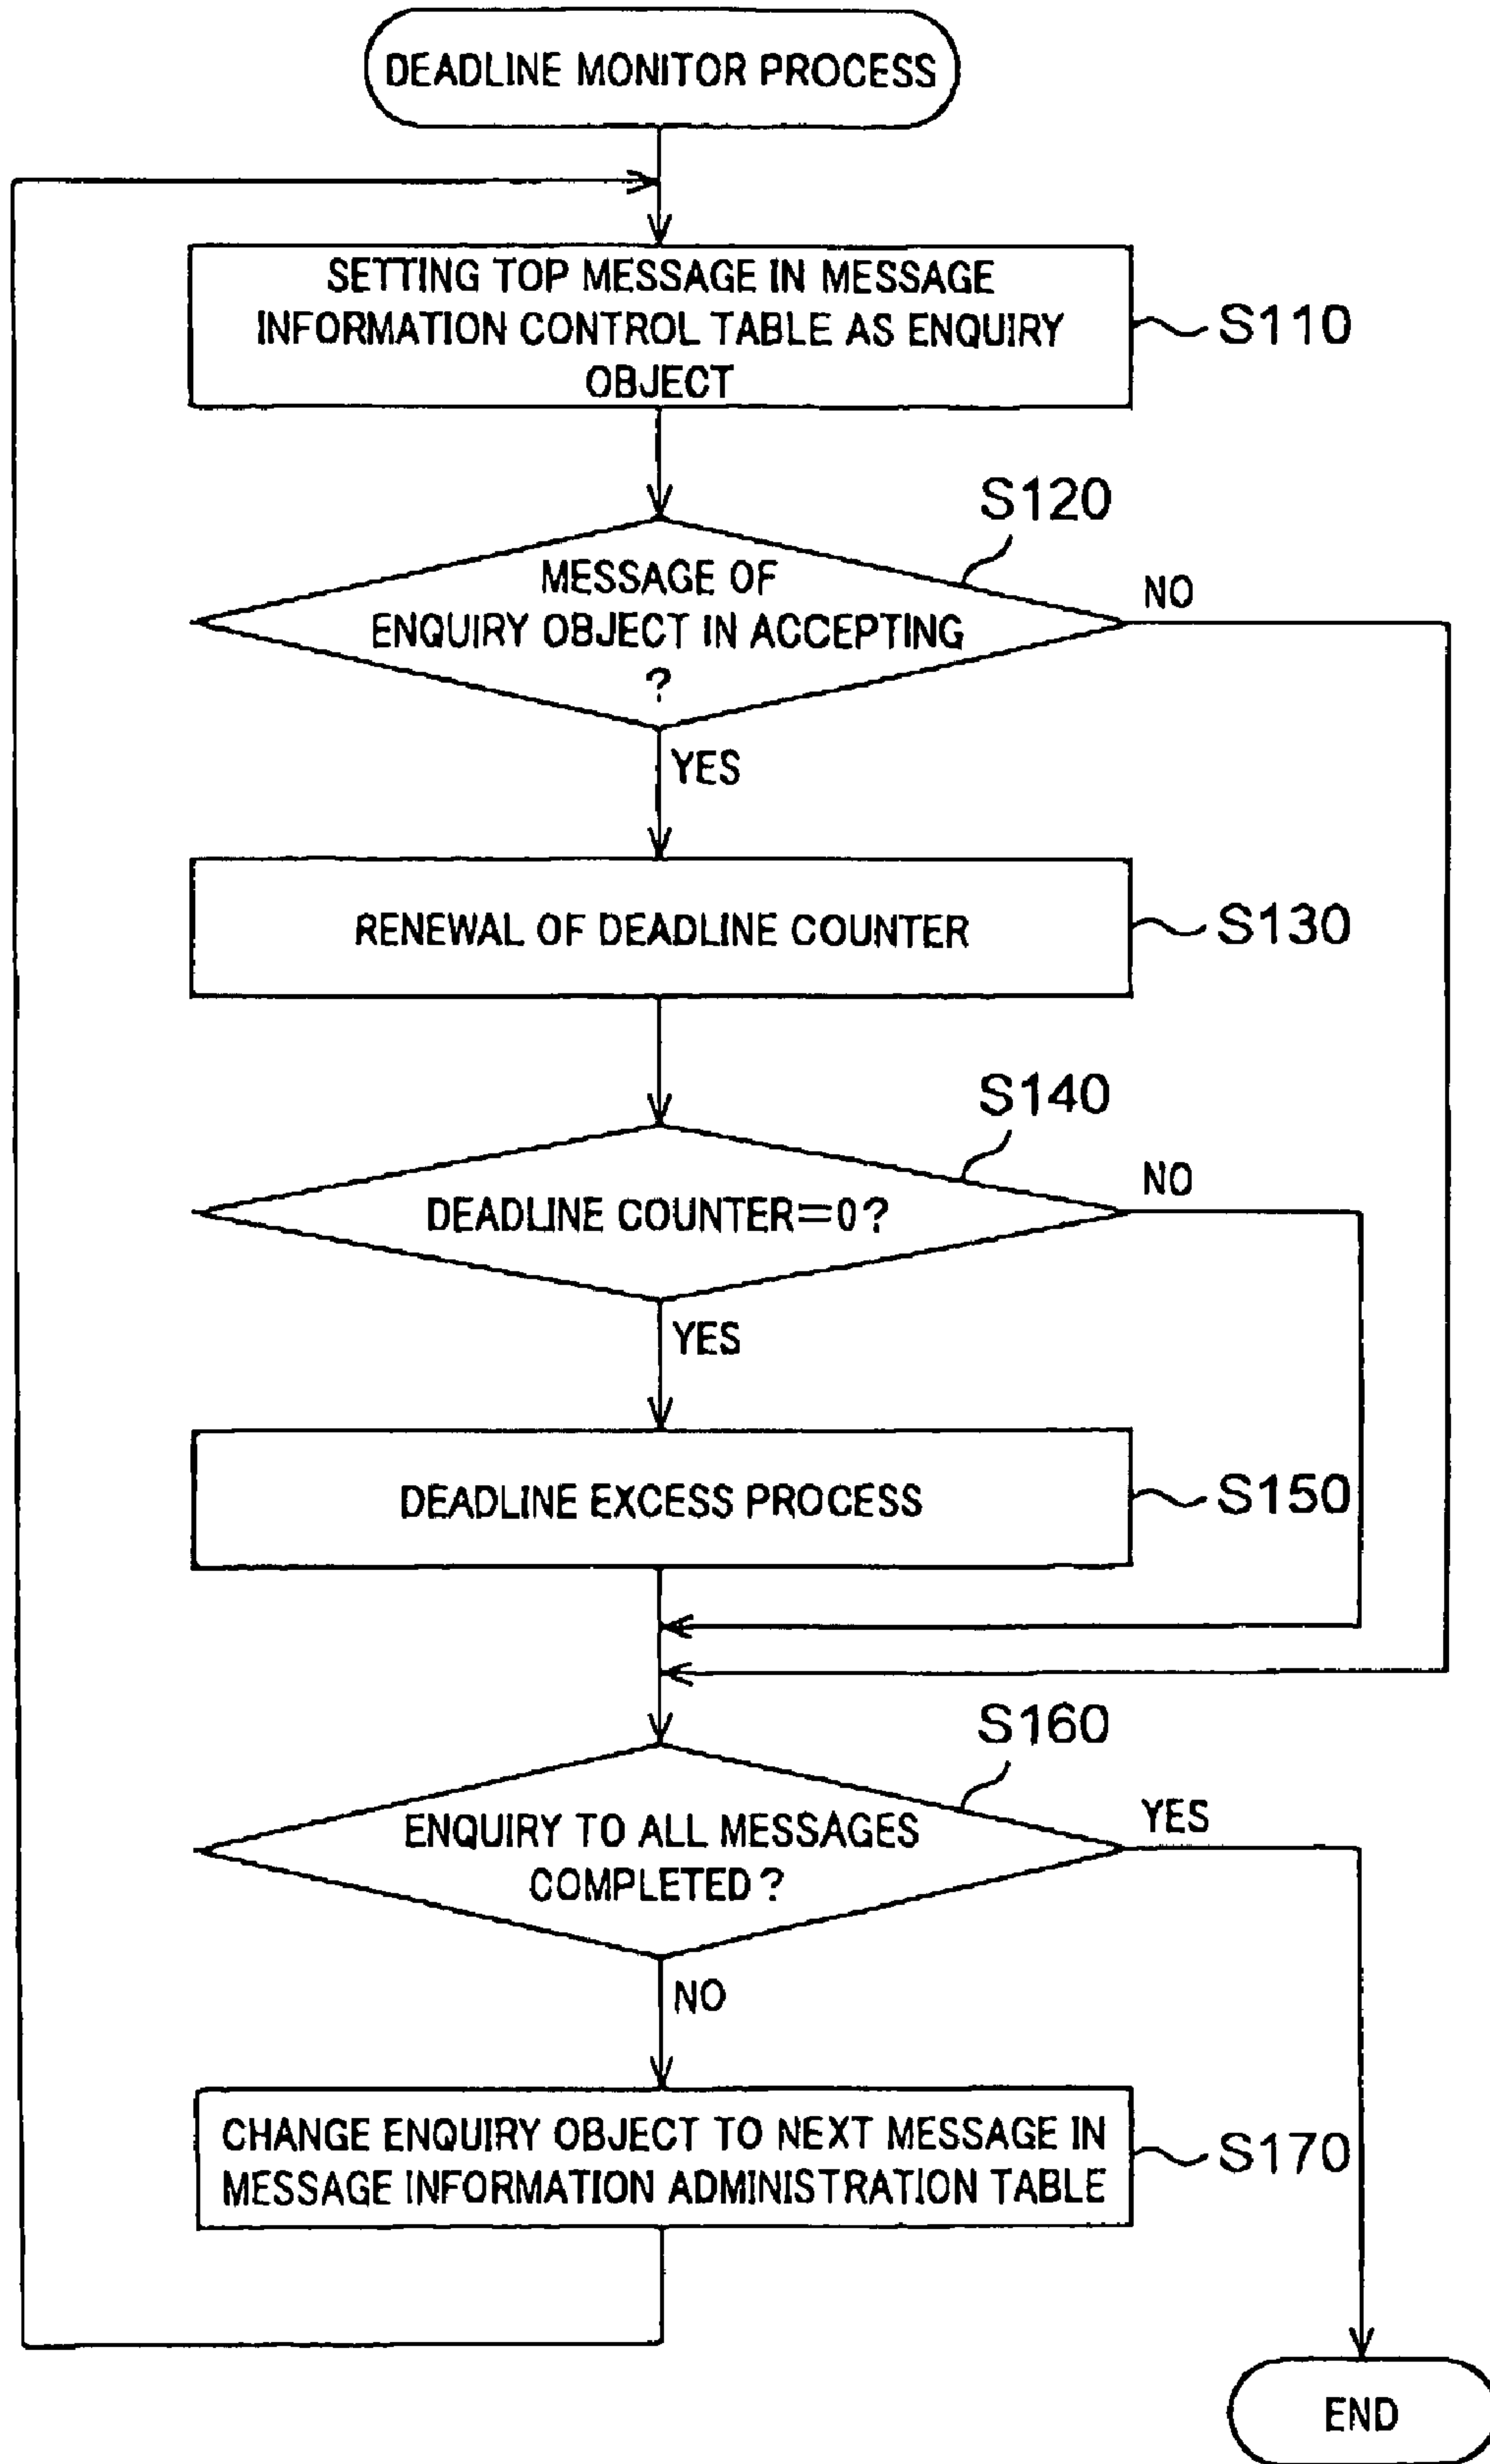 DEADLINE MONITOR PROCESS
SETTING TOP MESSAGE IN MESSAGE
INFORMATION CONTROL TABLE AS ENQUIRY
OBJECT
S110
S120
MESSAGE OF
ENQUIRY OBJECT IN ACCEPTING
?
NO
YES
RENEWAL OF DEADLINE COUNTER
S130
S140
DEADLINE COUNTER=0?
NO
YES
DEADLINE EXCESS PROCESS
S150
S160
ENQUIRY TO ALL MESSAGES
COMPLETED?
YES
NO
CHANGE ENQUIRY OBJECT TO NEXT MESSAGE IN
MESSAGE INFORMATION ADMINISTRATION TABLE
S170
END